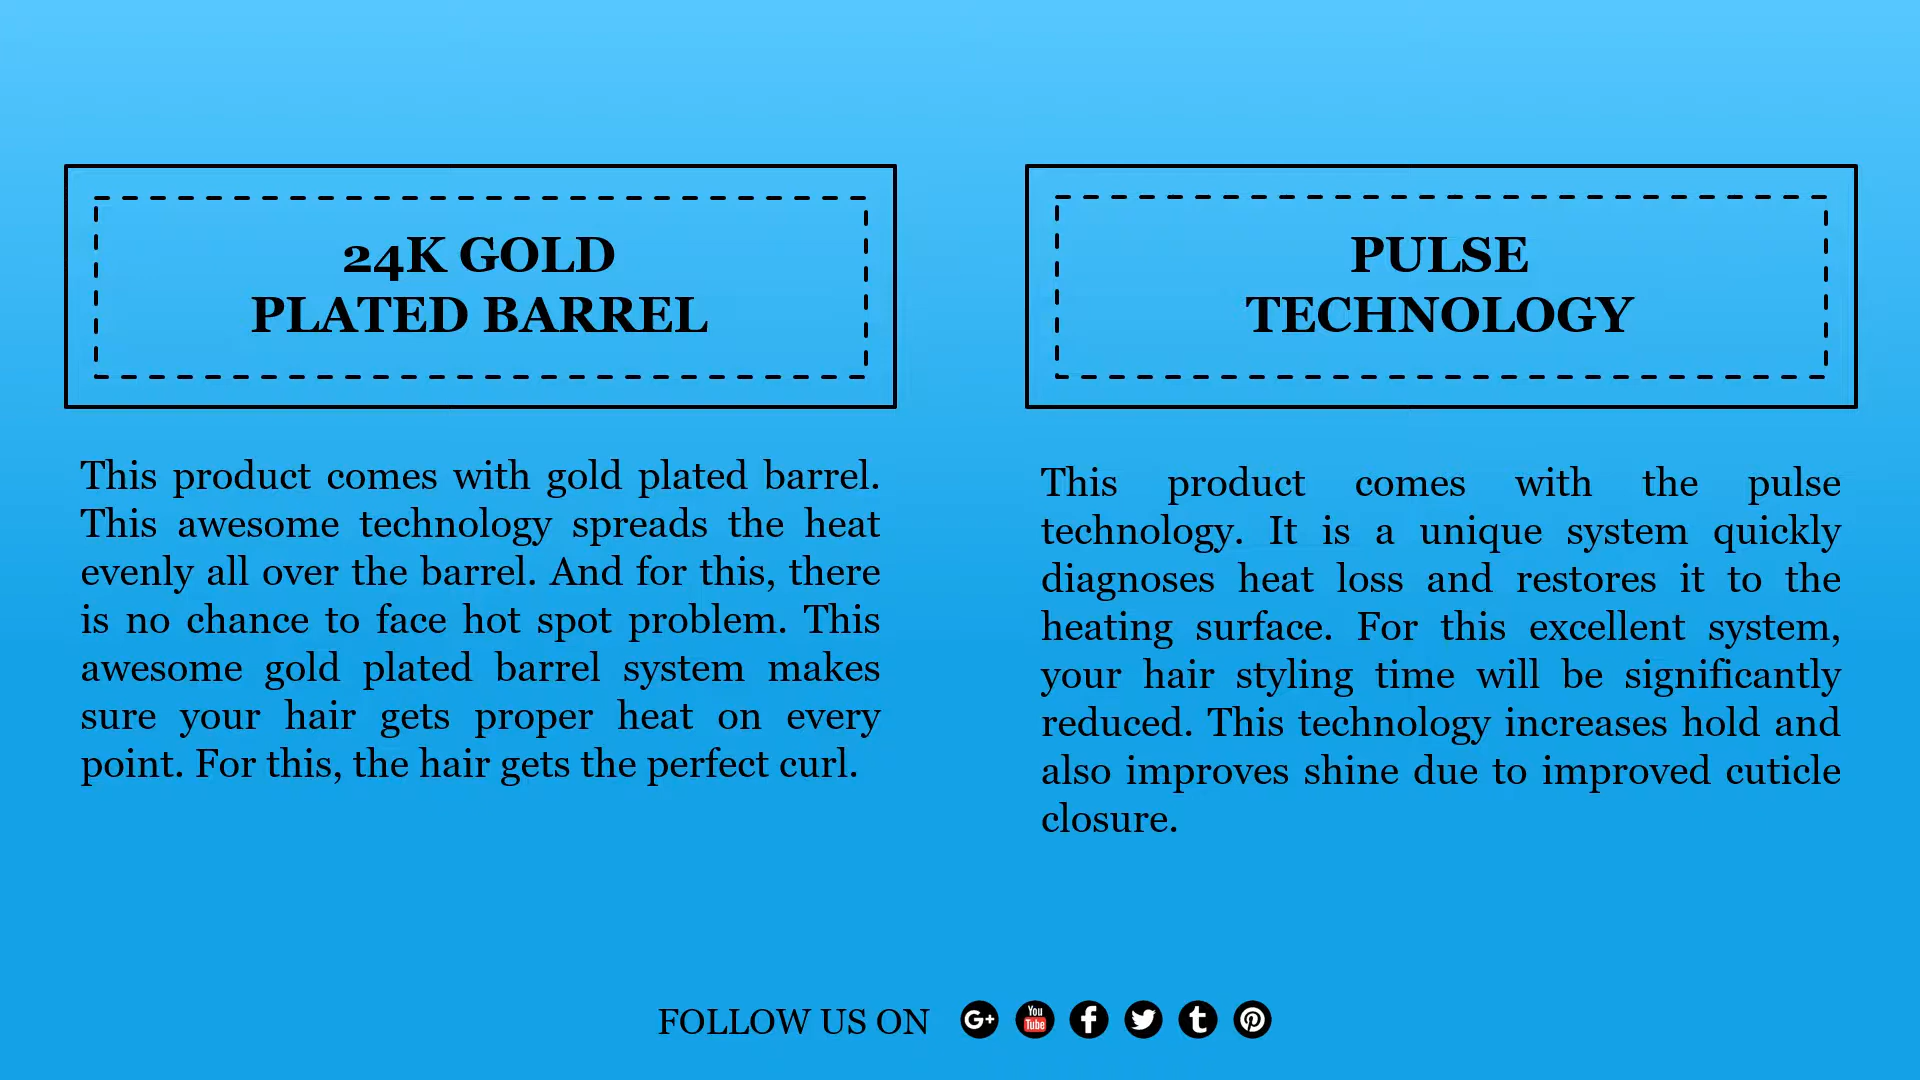 24K GOLD
PLATED BARREL
This product comes with gold plated barrel.
This awesome technology spreads the heat
evenly all over the barrel. And for this, there
is no chance to face hot spot problem. This
awesome gold plated barrel system makes
sure your hair gets proper heat on every
point. For this, the hair gets the perfect curl.
PULSE
TECHNOLOGY
This product comes with the pulse
technology. It is a unique system quickly
diagnoses heat loss and restores it to the
heating surface. For this excellent system,
your hair styling time will be significantly
reduced. This technology increases hold and
also improves shine due to improved cuticle
closure.
FOLLOW US ON G+ You Tube f t